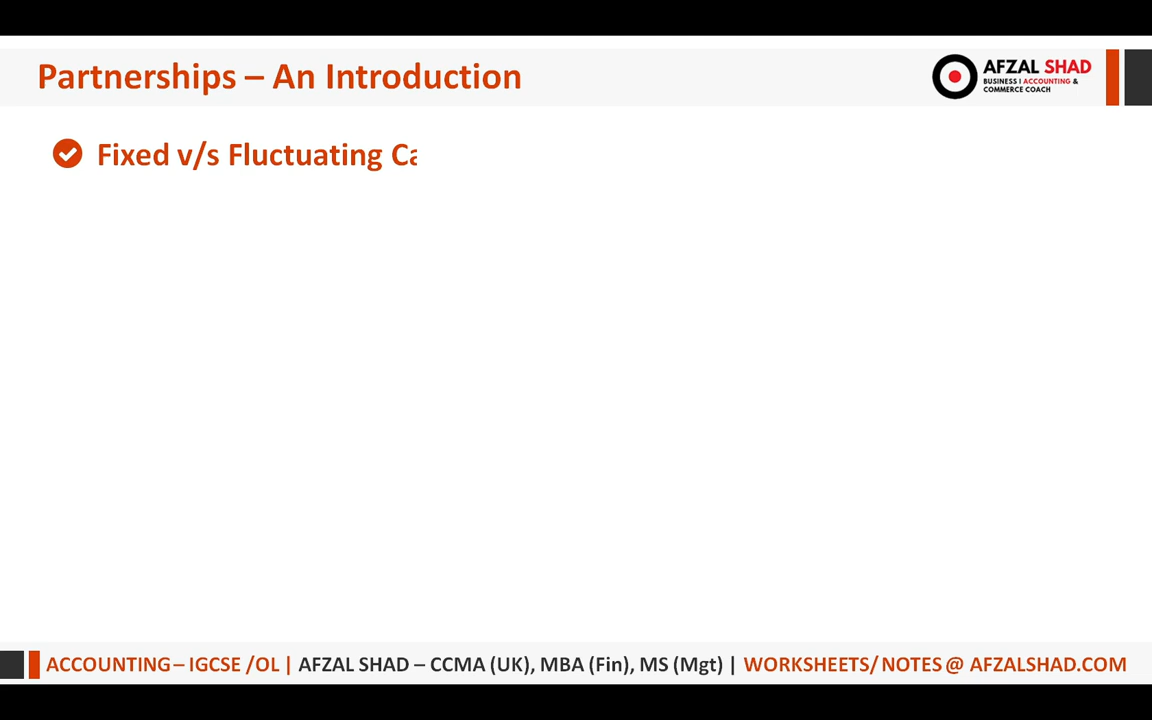 Partnerships – An Introduction
AFZAL SHAD
BUSINESS I ACCOUNTING &
COMMERCE COACH
Fixed v/s Fluctuating Ca
ACCOUNTING – IGCSE /OL | AFZAL SHAD – CCMA (UK), MBA (Fin), MS (Mgt) | WORKSHEETS/ NOTES @ AFZALSHAD.COM